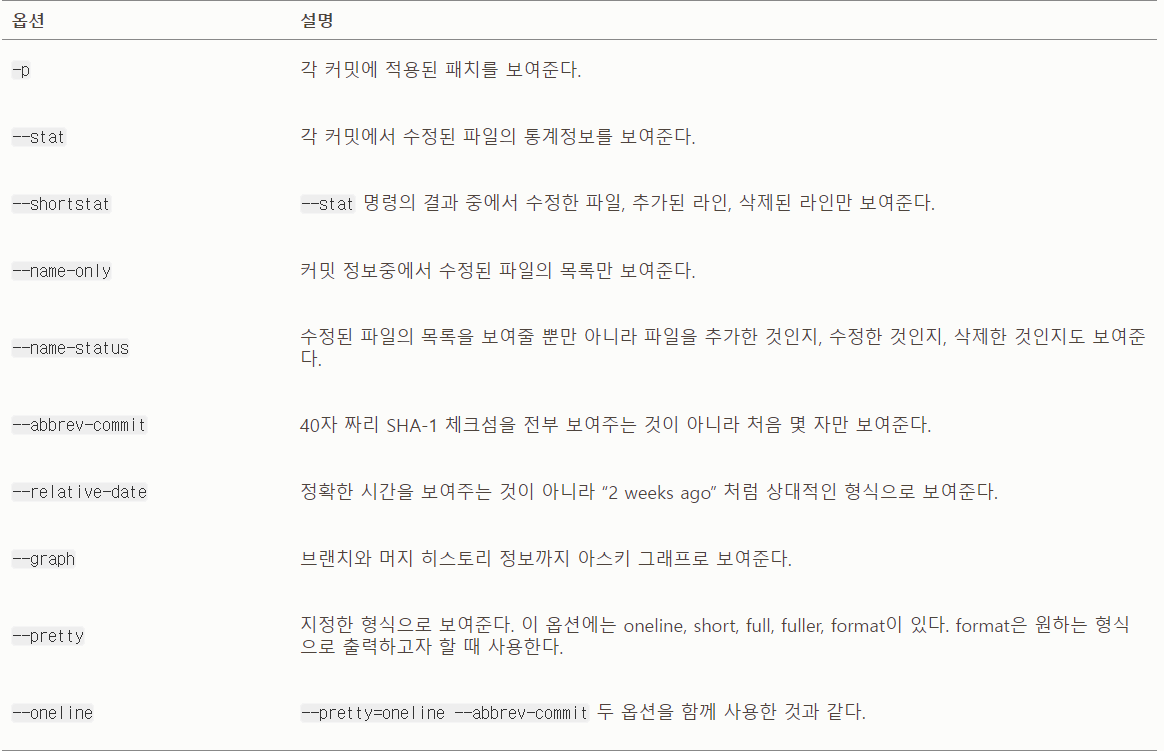 옵션 설명
-p 각 커밋에 적용된 패치를 보여준다.
--stat 각 커밋에서 수정된 파일의 통계정보를 보여준다.
--shortstat --stat 명령의 결과 중에서 수정한 파일, 추가된 라인, 삭제된 라인만 보여준다.
--name-only 커밋 정보중에서 수정된 파일의 목록만 보여준다.
수정된 파일의 목록을 보여줄 뿐만 아니라 파일을 추가한 것인지, 수정한 것인지, 삭제한 것인지도 보여준
--name-status
다.
--abbrev-commit 40자 짜리 SHA-1 체크섬을 전부 보여주는 것이 아니라 처음 몇 자만 보여준다.
--relative-date 정확한 시간을 보여주는 것이 아니라 “2 weeks ago” 처럼 상대적인 형식으로 보여준다.
--graph 브랜치와 머지 히스토리 정보까지 아스키 그래프로 보여준다.
지정한 형식으로 보여준다. 이 옵션에는 oneline, short, full, fuller, format이 있다. format은 원하는 형식
--pretty
으로 출력하고자 할 때 사용한다.
--oneline --pretty=oneline --abbrev-commit 두 옵션을 함께 사용한 것과 같다.